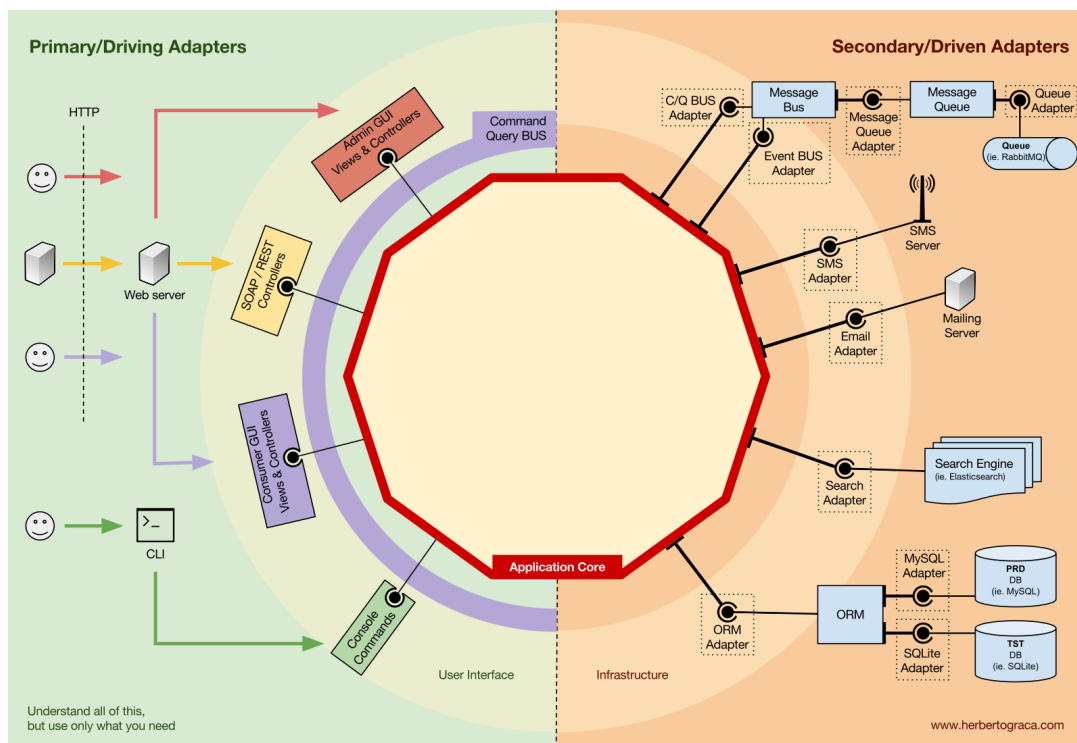 Primary/Driving Adapters
Secondary/Driven Adapters
HTTP
Web server
CLI
>_
Admin GUI
Views & Controllers
SOAP / REST
Controllers
Consumer GUI
Views & Controllers
Console
Commands
Command
Query BUS
Application Core
User Interface
Infrastructure
C/Q BUS
Adapter
Message
Bus
Event BUS
Adapter
Message
Queue
Adapter
Message
Queue
Queue
Adapter
Queue
(ie. RabbitMQ)
SMS
Server
SMS
Adapter
Mailing
Server
Email
Adapter
Search Engine
(ie. Elasticsearch)
Search
Adapter
MySQL
Adapter
PRD
DB
(ie. MySQL)
ORM
ORM
Adapter
SQLite
Adapter
TST
DB
(ie. SQLite)
Understand all of this,
but use only what you need
www.herbertograca.com